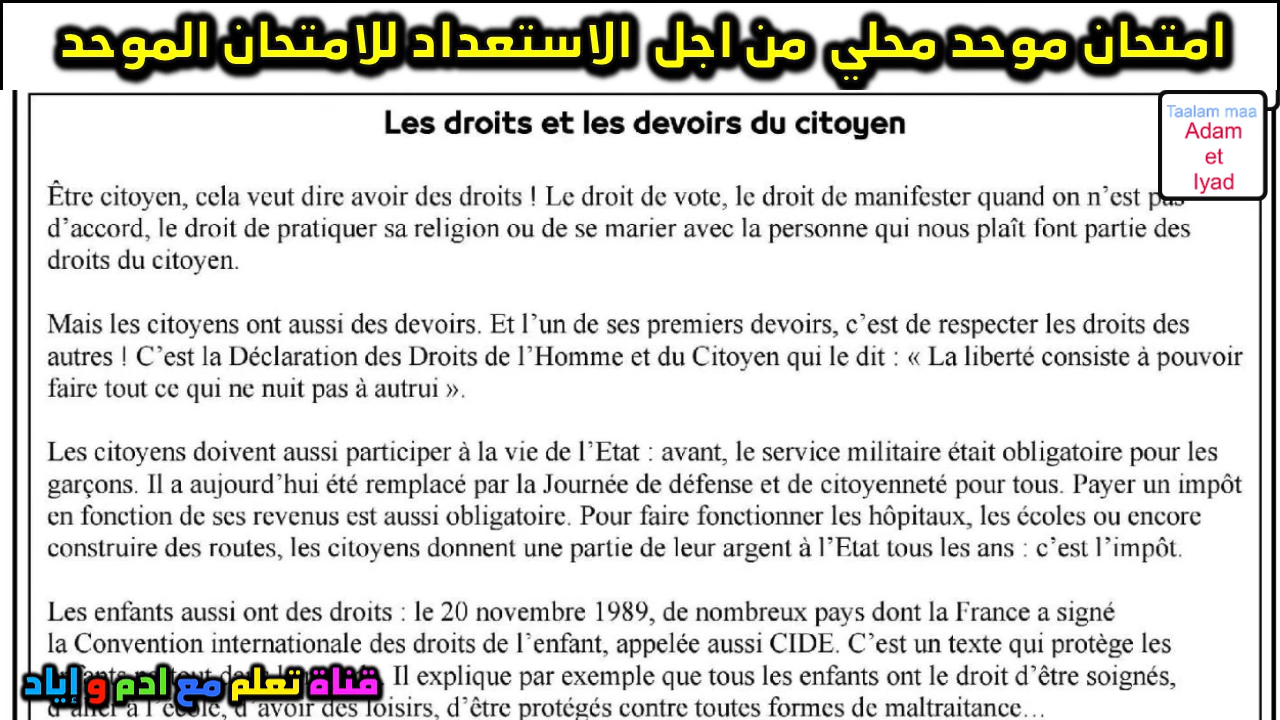 امتحان موحد محلي من اجل الاستعداد للامتحان الموحد
Les droits et les devoirs du citoyen
Taalam maa
Adam
et
Iyad
Être citoyen, cela veut dire avoir des droits ! Le droit de vote, le droit de manifester quand on n'est pas
d'accord, le droit de pratiquer sa religion ou de se marier avec la personne qui nous plaît font partie des
droits du citoyen.
Mais les citoyens ont aussi des devoirs. Et l'un de ses premiers devoirs, c'est de respecter les droits des
autres ! C'est la Déclaration des Droits de l'Homme et du Citoyen qui le dit : « La liberté consiste à pouvoir
faire tout ce qui ne nuit pas à autrui ».
Les citoyens doivent aussi participer à la vie de l'Etat : avant, le service militaire était obligatoire pour les
garçons. Il a aujourd'hui été remplacé par la Journée de défense et de citoyenneté pour tous. Payer un impôt
en fonction de ses revenus est aussi obligatoire. Pour faire fonctionner les hôpitaux, les écoles ou encore
construire des routes, les citoyens donnent une partie de leur argent à l'Etat tous les ans : c'est l'impôt.
Les enfants aussi ont des droits : le 20 novembre 1989, de nombreux pays dont la France a signé
la Convention internationale des droits de l'enfant, appelée aussi CIDE. C'est un texte qui protège les
Il explique par exemple que tous les enfants ont le droit d'être soignés,
d'aller à l'école, d'avoir des loisirs, d'être protégés contre toutes formes de maltraitance…
قناة تعلم مع ادم و إياد